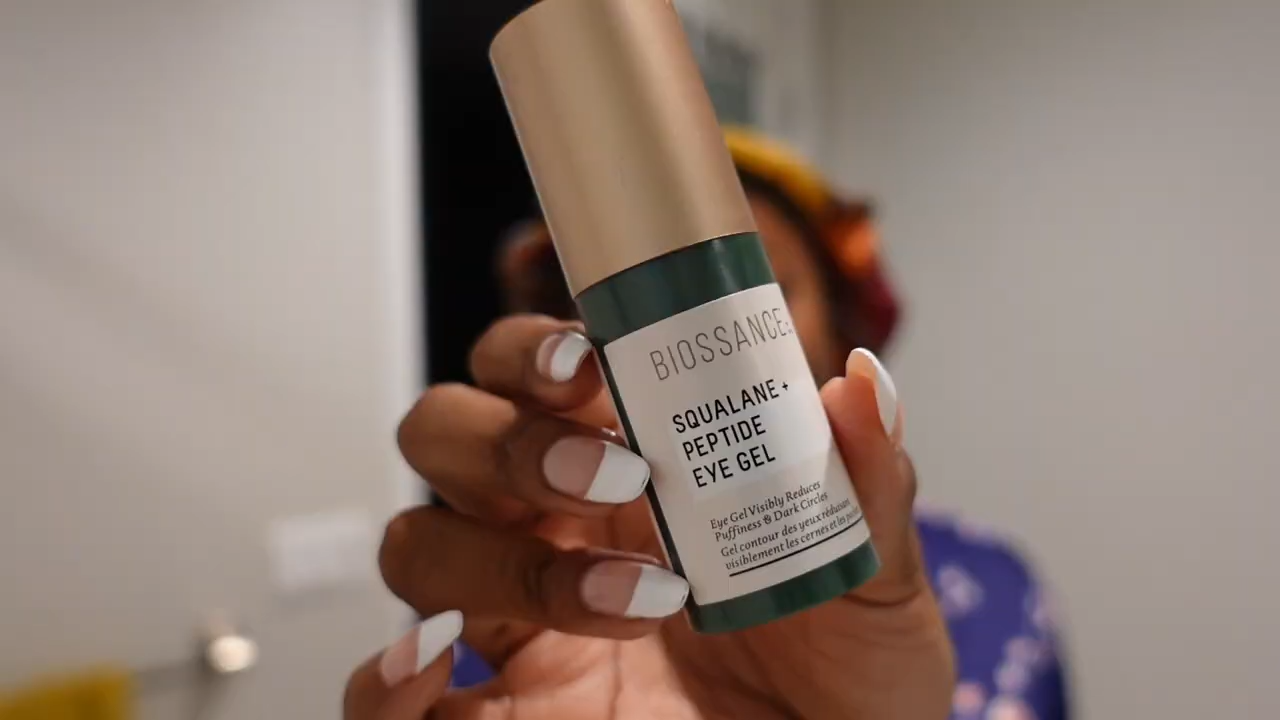 BIOSSANCE
SQUALANE +
PEPTIDE
EYE GEL
Eye Gel Visibly Reduces
Puffiness & Dark Circles
Gel contour des yeux réduisant
visiblement les cernes et les